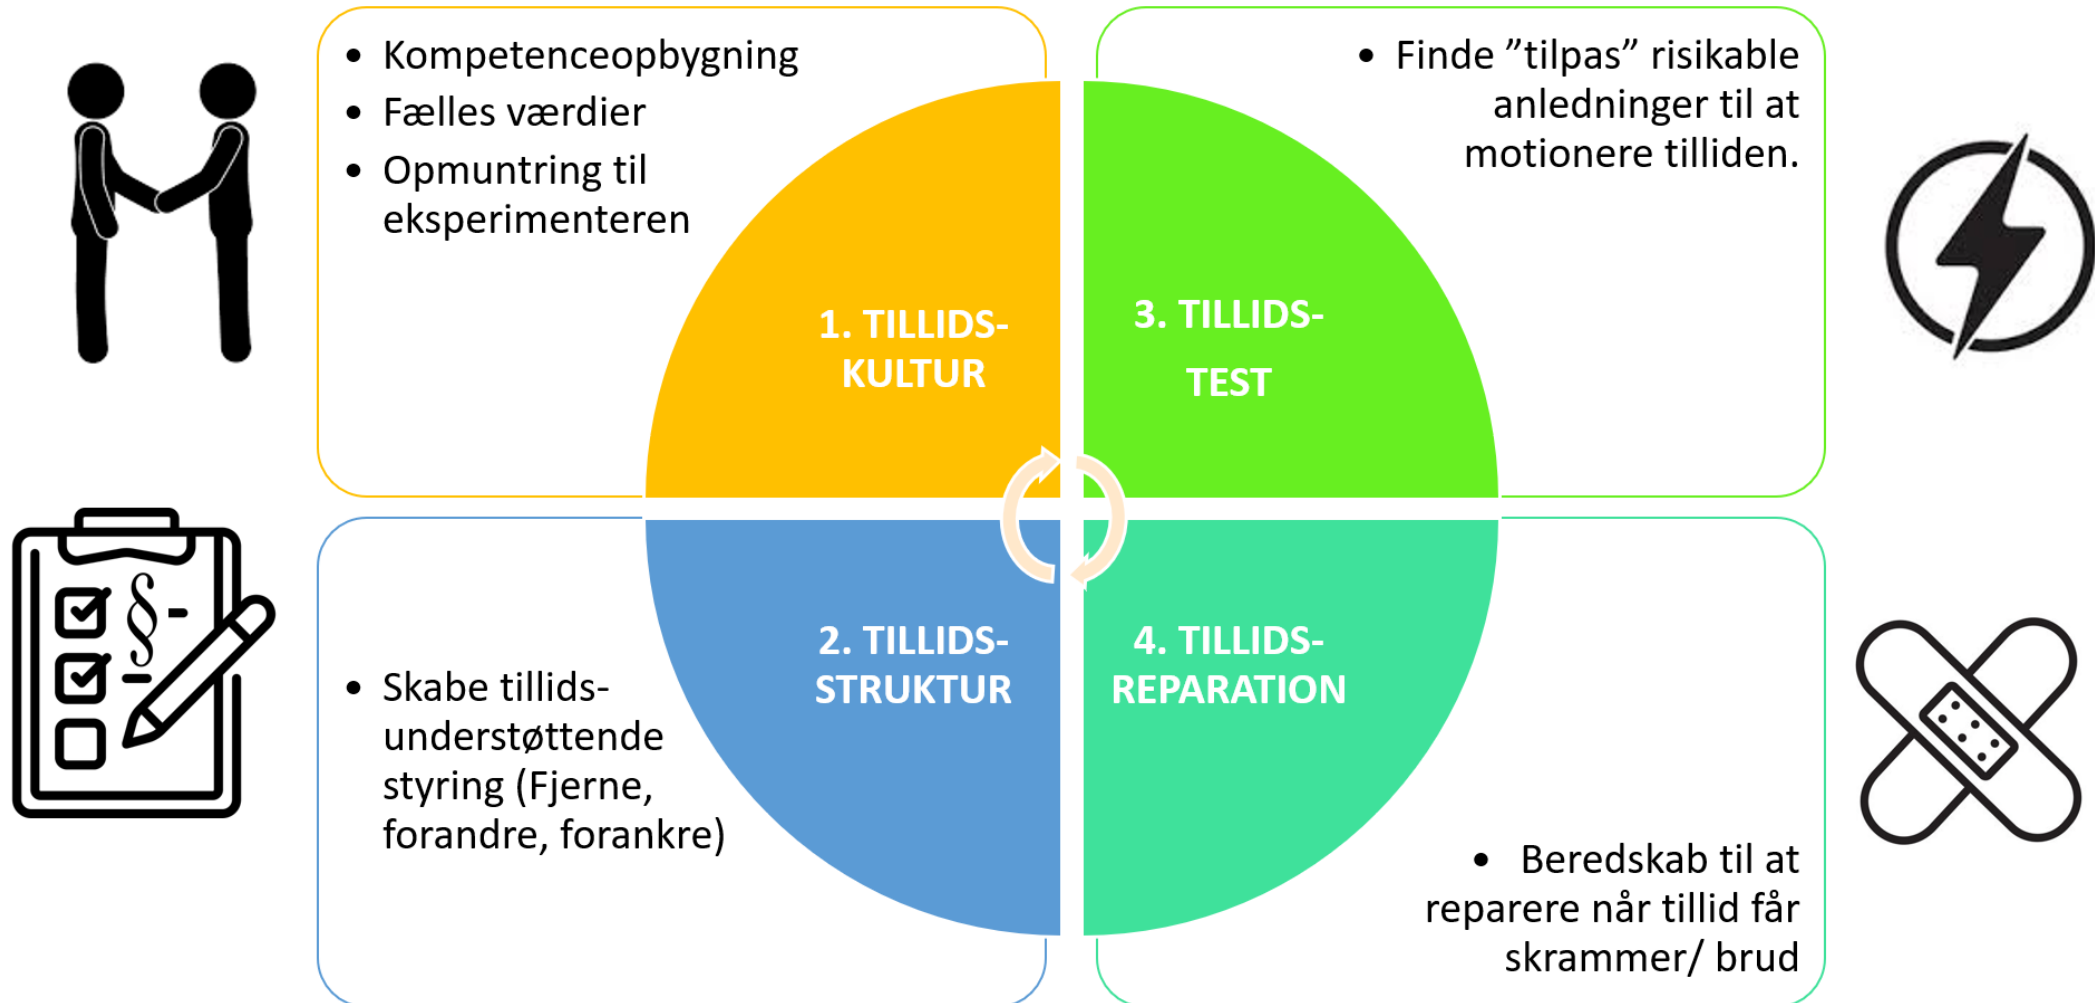 • Kompetenceopbygning
• Fælles værdier
• Opmuntring til
eksperimenteren
1. TILLIDS-
KULTUR
• Finde ”tilpas” risikable
anledninger til at
motionere tilliden.
3. TILLIDS-
TEST
§
2. TILLIDS-
STRUKTUR
• Skabe tillids-
understøttende
styring (Fjerne,
forandre, forankre)
4. TILLIDS-
REPARATION
• Beredskab til at
reparere når tillid får
skrammer/ brud